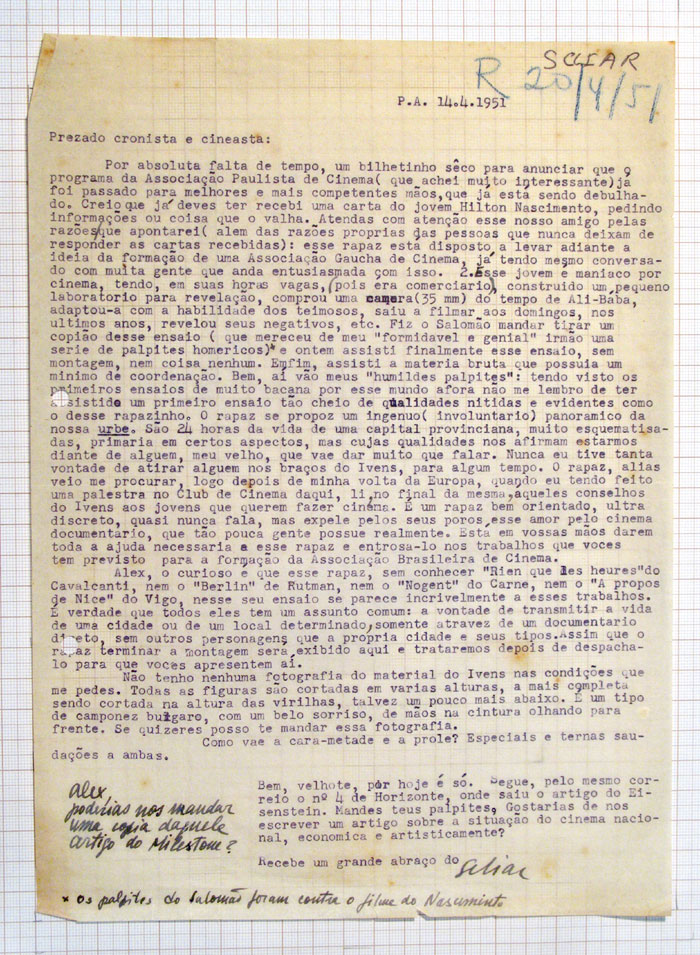 SCLIAR
R 20/4/51
P.A. 14.4.1951
Prezado cronista e cineasta:
Por absoluta falta de tempo, um bilhetinho sêco para anunciar que o
programa da Associação Paulista de Cinema( que achei muito interessante)já
foi passado para melhores e mais competentes mãos,que já está sendo debulha-
do. Creio que já deves ter recebi uma carta do jovem Hilton Nascimento, pedindo
informações ou coisa que o valha. Atendas com atenção esse nosso amigo pelas
razões que apontarei( alem das razões proprias das pessoas que nunca deixam de
responder as cartas recebidas): esse rapaz está disposto a levar adiante a
ideia da formação de uma Associação Gaucha de Cinema, já tendo mesmo conversa-
do com muita gente que anda entusiasmada com isso. 2.Esse jovem é maniaco por
cinema, tendo, em suas horas vagas,(pois era comerciario), construido um pequeno
laboratorio para revelação, comprou uma camera(35 mm) do tempo de Ali-Baba,
adaptou-a com a habilidade dos teimosos, saiu a filmar aos domingos, nos
ultimos anos, revelou seus negativos, etc. Fiz o Salomão mandar tirar um
copião desse ensaio ( que mereceu de meu "formidavel e genial" irmão uma
serie de palpites homericos)* e ontem assisti finalmente esse ensaio, sem
montagem, nem coisa nenhum. Emfim, assisti a materia bruta que possuia um
minimo de coordenação. Bem, aí vão meus "humildes palpites": tendo visto os
primeiros ensaios de muito bacana por esse mundo afora não me lembro de ter
assistido um primeiro ensaio tão cheio de qualidades nitidas e evidentes como
o desse rapazinho. O rapaz se propoz um ingenuo( involuntario) panoramico da
nossa urbe. São 24 horas da vida de uma capital provinciana, muito esquematisa-
das, primaria em certos aspectos, mas cujas qualidades nos afirmam estarmos
diante de alguem, meu velho, que vae dar muito que falar. Nunca eu tive tanta
vontade de atirar alguem nos braços do Ivens, para algum tempo. O rapaz, alias
veio me procurar, logo depois de minha volta da Europa, quando eu tendo feito
uma palestra no Club de Cinema daqui, li,no final da mesma,aqueles conselhos
do Ivens aos jovens que querem fazer cinema. É um rapaz bem orientado, ultra
discreto, quasi nunca fala, mas expele pelos seus poros esse amor pelo cinema
documentario, que tão pouca gente possue realmente. Está em vossas mãos darem
toda a ajuda necessaria a esse rapaz e entrosa-lo nos trabalhos que voces
tem previsto para a formação da Associação Brasileira de Cinema.
Alex, o curioso é que esse rapaz, sem conhecer "Rien que les heures"do
Cavalcanti, nem o "Berlin" de Rutman, nem o "Nogent" do Carne, nem o "A propos
de Nice" do Vigo, nesse seu ensaio se parece incrivelmente a esses trabalhos.
É verdade que todos eles tem um assunto comum: a vontade de transmitir a vida
de uma cidade ou de um local determinado,somente atravez de um documentario
direto, sem outros personagens que a propria cidade e seus tipos.Assim que o
rapaz terminar a montagem sera exibido aqui e trataremos depois de despacha-
lo para que voces apresentem aí.
Não tenho nenhuma fotografia do material do Ivens nas condições que
me pedes. Todas as figuras são cortadas em varias alturas, a mais completa
sendo cortada na altura das virilhas, talvez um pouco mais abaixo. É um tipo
de camponez bulgaro, com um belo sorriso, de mãos na cintura olhando para
frente. Se quizeres posso te mandar essa fotografia.
Como vae a cara-metade e a prole? Especiais e ternas sau-
dações a ambas.
Bem, velhote, por hoje é só. Segue, pelo mesmo cor-
reio o nº 4 de Horizonte, onde saiu o artigo do Ei-
senstein. Mandes teus palpites. Gostarias de nos
escrever um artigo sobre a situação do cinema nacio-
nal, economica e artisticamente?
Recebe um grande abraço do
Scliar
Alex,
poderias nos mandar
uma copia daquele
artigo do Milestone?
* Os palpites do Salomão foram contra o filme do Nascimento